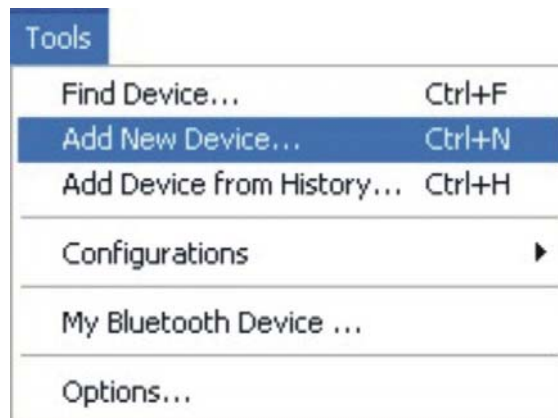 Tools
Find Device... Ctrl+F
Add New Device... Ctrl+N
Add Device from History... Ctrl+H
Configurations
My Bluetooth Device ...
Options...